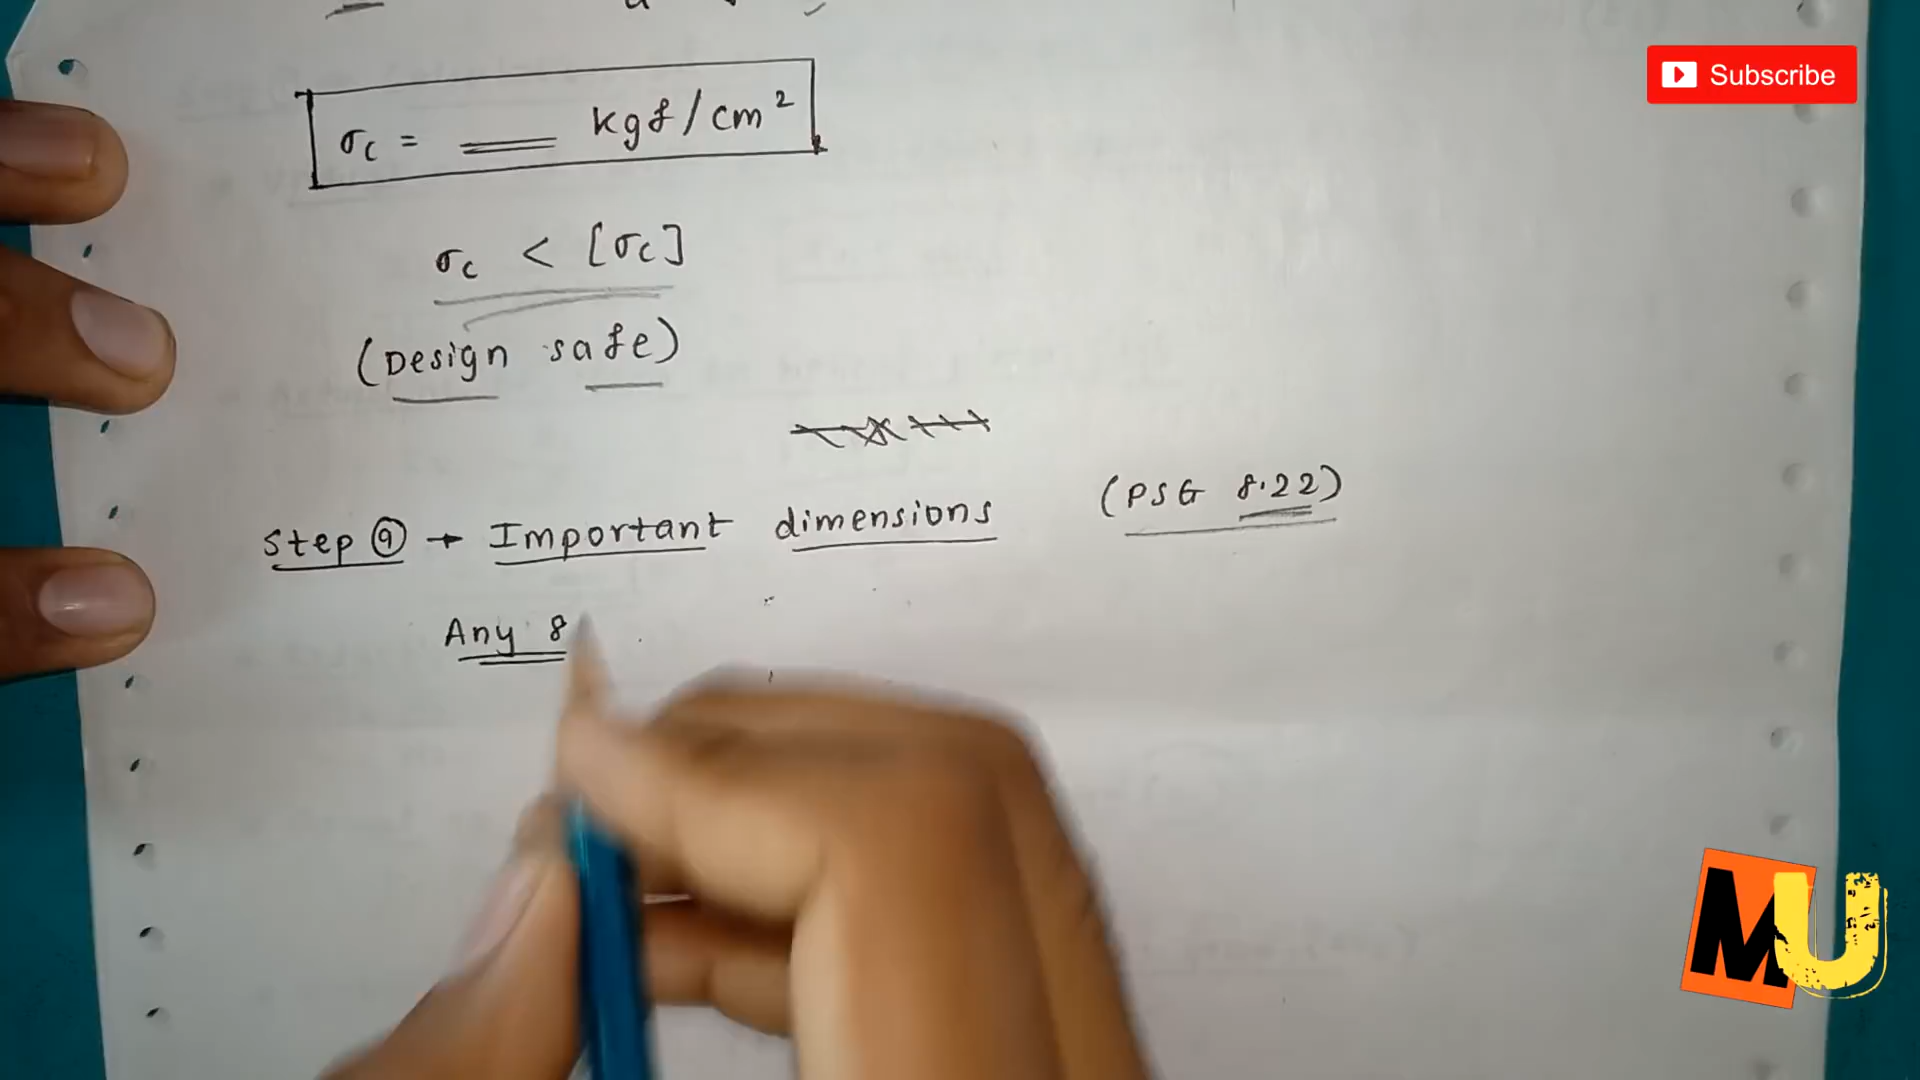 Subscribe
σc = ___ kgf/cm²
σc < [σc]
(Design safe)
Step ⑨ → Important dimensions (PSG 8.22)
Any 8
MU